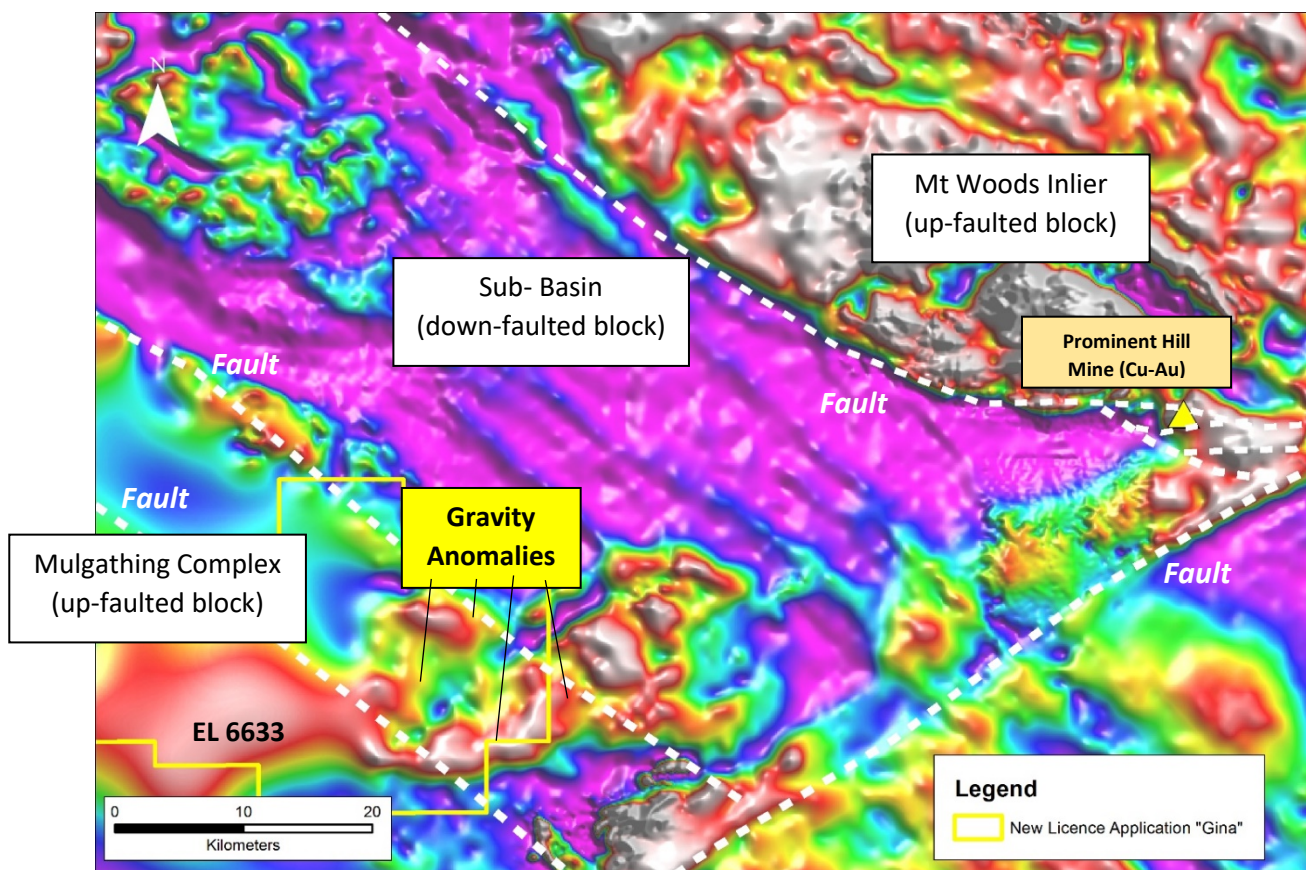 N
Mt Woods Inlier
(up-faulted block)
Sub- Basin
(down-faulted block)
Prominent Hill
Mine (Cu-Au)
Fault
Fault
Fault
Gravity
Anomalies
Mulgathing Complex
(up-faulted block)
Fault
EL 6633
Legend
New Licence Application "Gina"
0 10 20
Kilometers